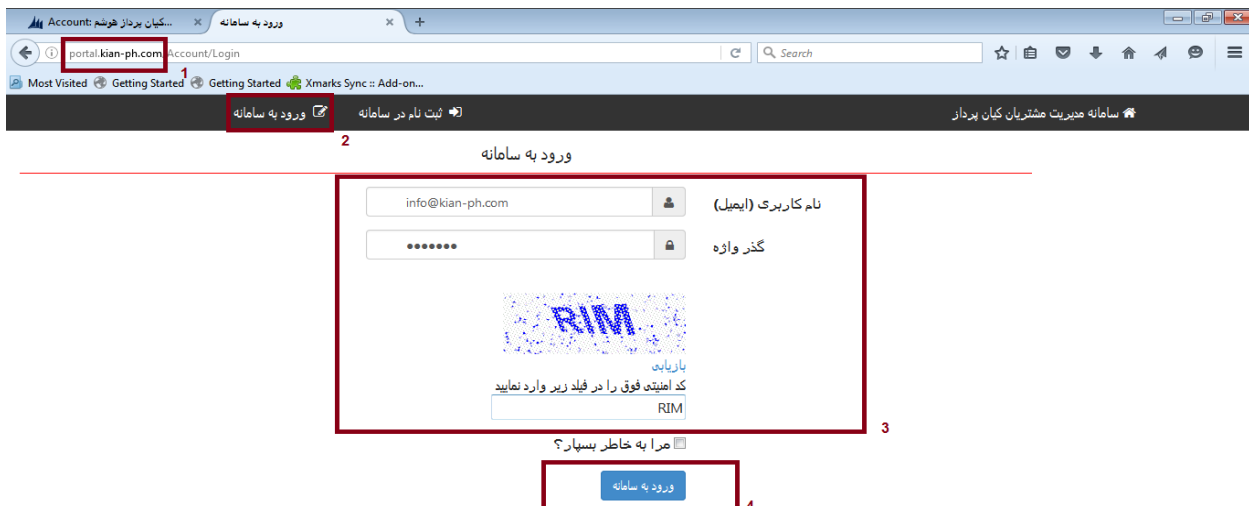 Account: کیان پرداز هوشم...
ورود به سامانه
portal.kian-ph.com/Account/Login
Search
1
Most Visited Getting Started Getting Started Xmarks Sync :: Add-on...
سامانه مدیریت مشتریان کیان پرداز
ثبت نام در سامانه
ورود به سامانه
2
ورود به سامانه
نام کاربری (ایمیل)
info@kian-ph.com
گذر واژه
•••••••
RIM
بازیابی
کد امنیتی فوق را در فیلد زیر وارد نمایید
RIM
3
مرا به خاطر بسپار؟
ورود به سامانه
4